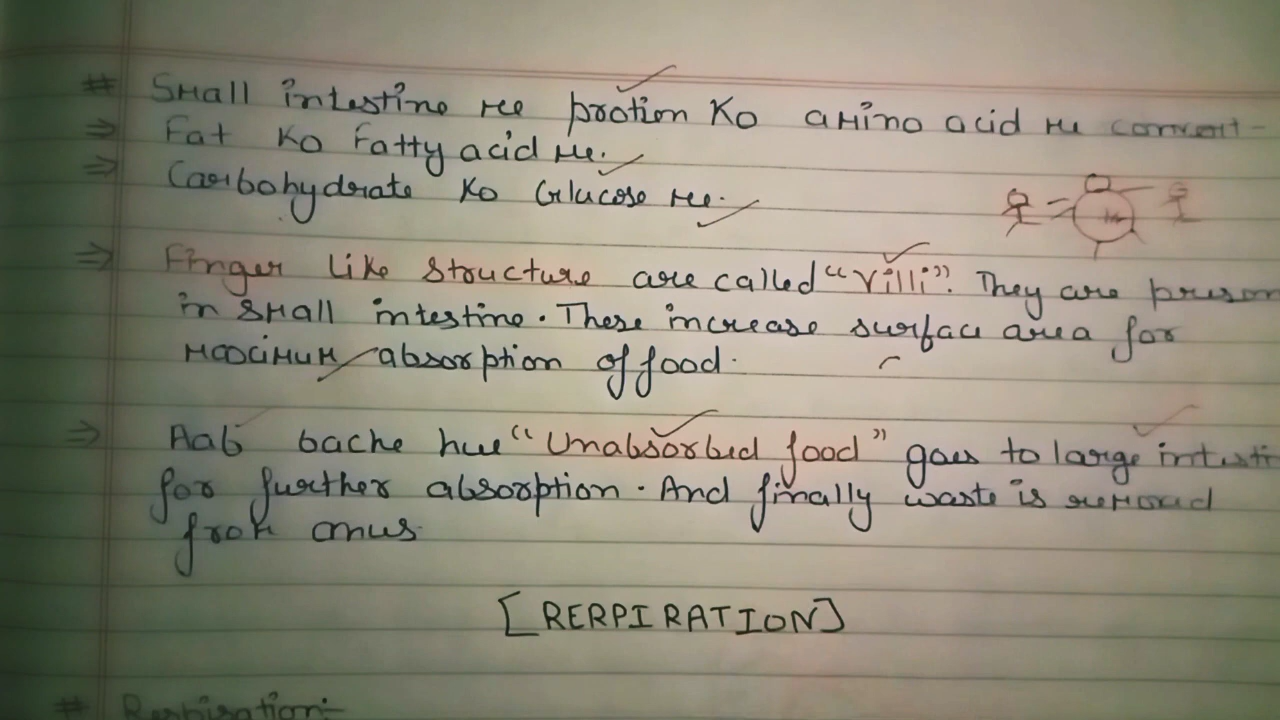 # Small intestine me protion Ko amino acid me convert-
⇒ Fat Ko Fatty acid me.
⇒ Carbohydrate Ko Glucose me.
⇒ Finger like structure are called "Villi". They are presen
in small intestine. These increase surfac area for
maximum absorption of food.
⇒ Aab bache hue "Unabsorbed food" goes to large intesti
for further absorption. And finally waste is removed
from anus.
[RERPIRATION]
# Respiration:-